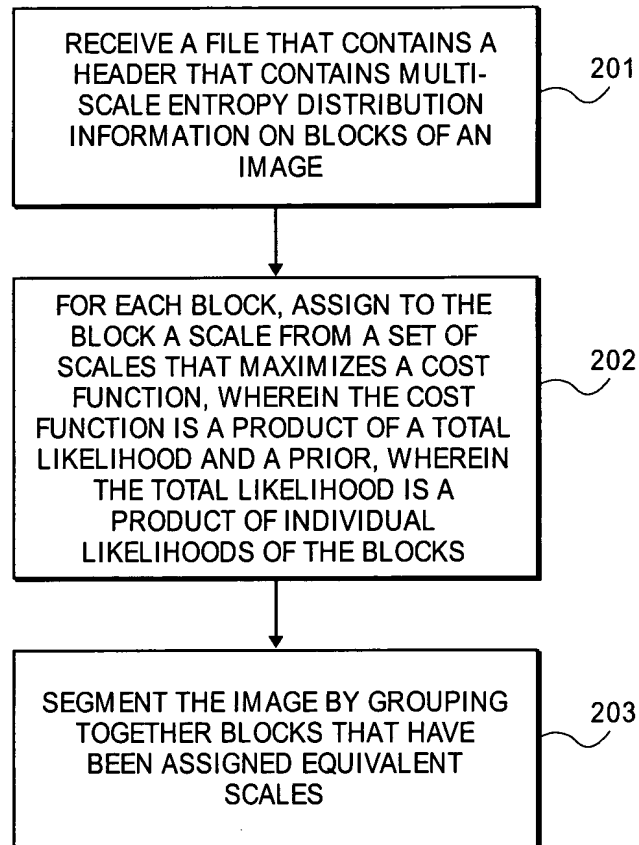 RECEIVE A FILE THAT CONTAINS A
HEADER THAT CONTAINS MULTI-
SCALE ENTROPY DISTRIBUTION
INFORMATION ON BLOCKS OF AN
IMAGE
201
FOR EACH BLOCK, ASSIGN TO THE
BLOCK A SCALE FROM A SET OF
SCALES THAT MAXIMIZES A COST
FUNCTION, WHEREIN THE COST
FUNCTION IS A PRODUCT OF A TOTAL
LIKELIHOOD AND A PRIOR, WHEREIN
THE TOTAL LIKELIHOOD IS A
PRODUCT OF INDIVIDUAL
LIKELIHOODS OF THE BLOCKS
202
SEGMENT THE IMAGE BY GROUPING
TOGETHER BLOCKS THAT HAVE
BEEN ASSIGNED EQUIVALENT
SCALES
203